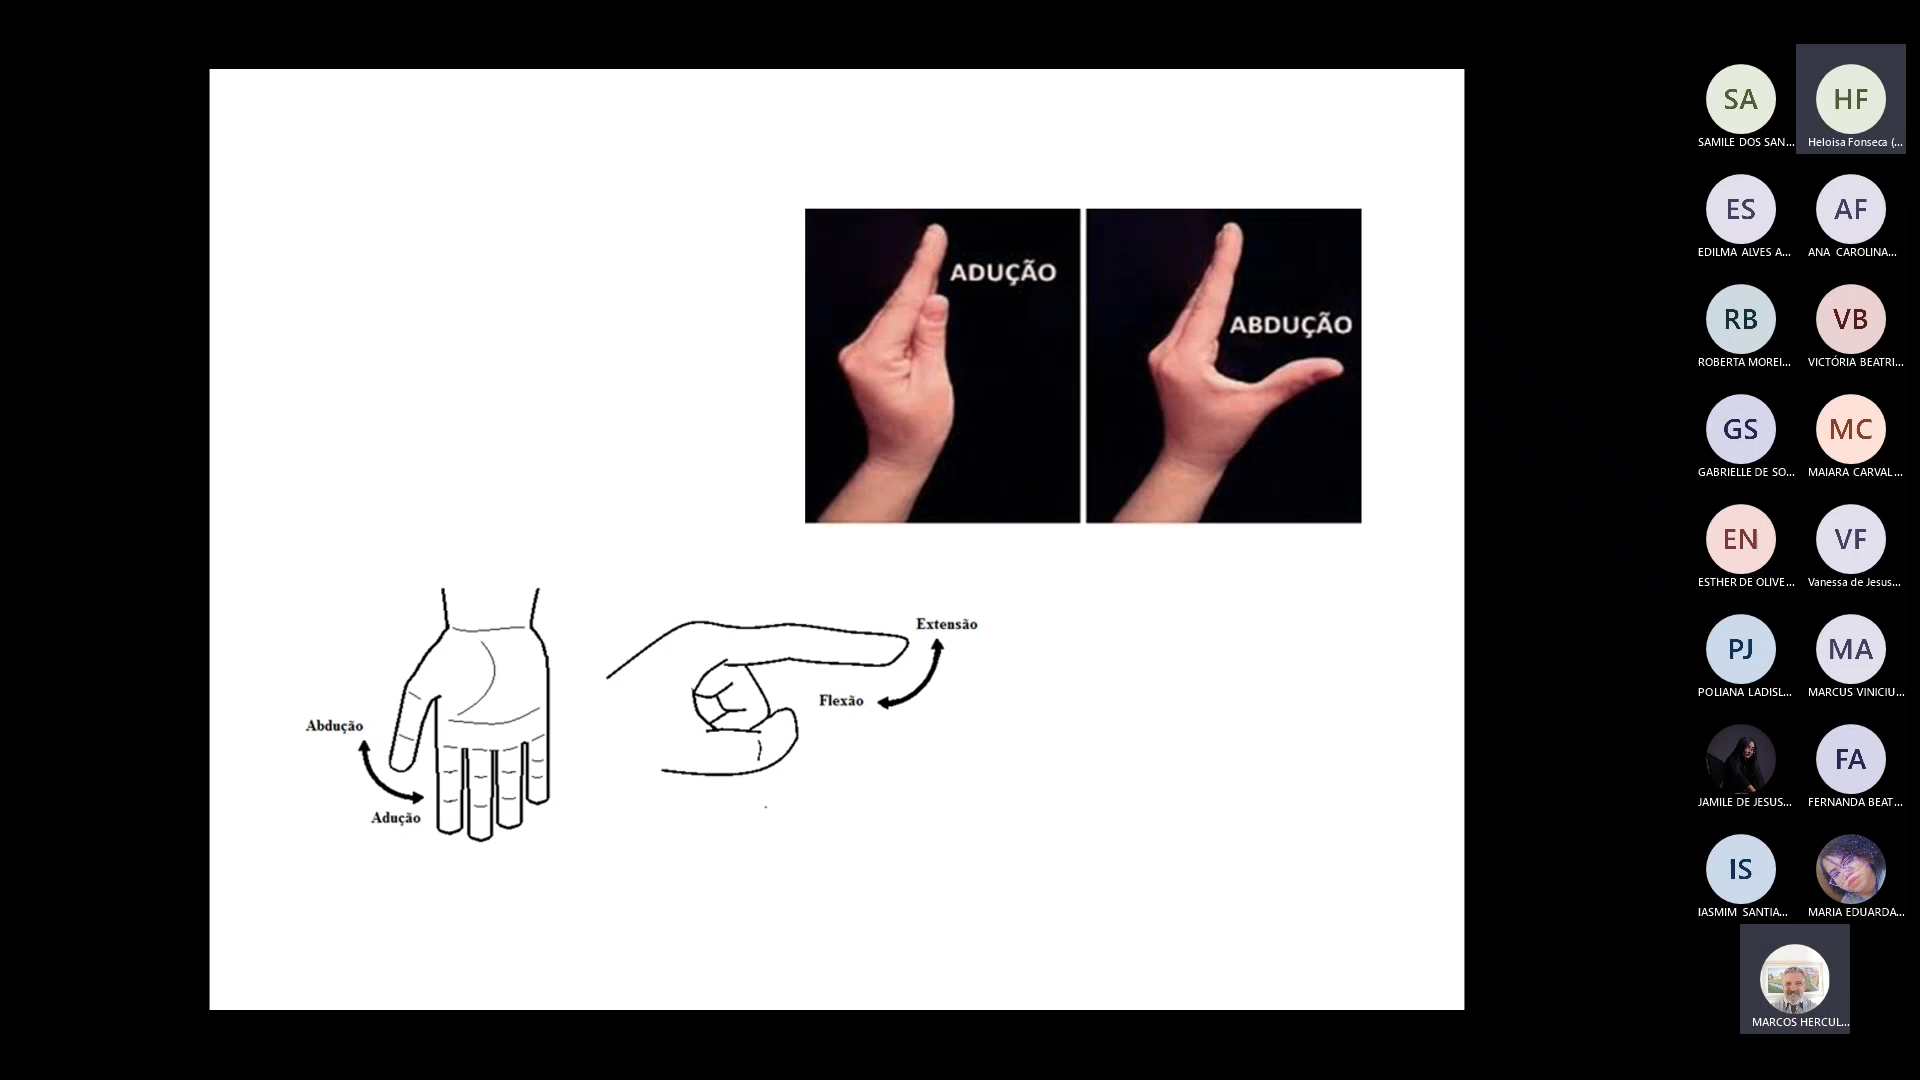 ADUÇÃO
ABDUÇÃO
Extensão
Flexão
Abdução
Adução
SA
SAMILE DOS SAN...
HF
Heloisa Fonseca (...
ES
EDILMA ALVES A...
AF
ANA CAROLINA...
RB
ROBERTA MOREI...
VB
VICTÓRIA BEATRI...
GS
GABRIELLE DE SO...
MC
MAIARA CARVAL...
EN
ESTHER DE OLIVE...
VF
Vanessa de Jesus...
PJ
POLIANA LADISL...
MA
MARCUS VINICIU...
JAMILE DE JESUS...
FA
FERNANDA BEAT...
IS
IASMIM SANTIA...
MARIA EDUARDA...
MARCOS HERCUL...